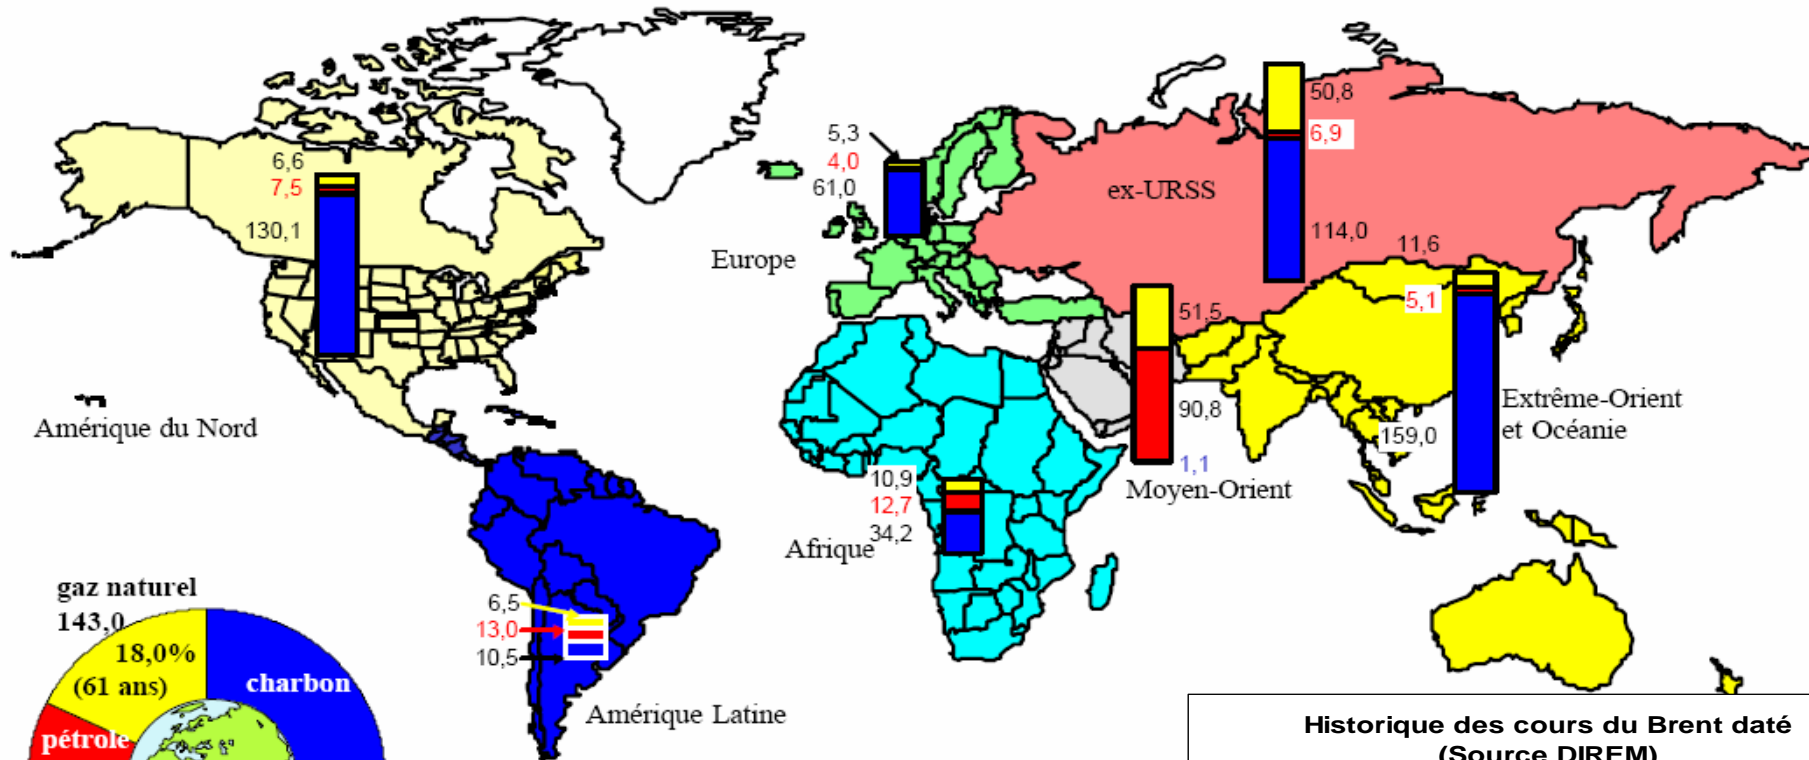 50,8
5,3
6,9
4,0
6,6
7,5
61,0
ex-URSS
130,1
114,0
11,6
Europe
5,1
51,5
Extrême-Orient
et Océanie
90,8
159,0
Amérique du Nord
1,1
10,9
Moyen-Orient
12,7
34,2
Afrique
gaz naturel
143,0
18,0%
(61 ans)
6,5
13,0
10,5
charbon
pétrole
Amérique Latine
Historique des cours du Brent daté
(Source DIREM)